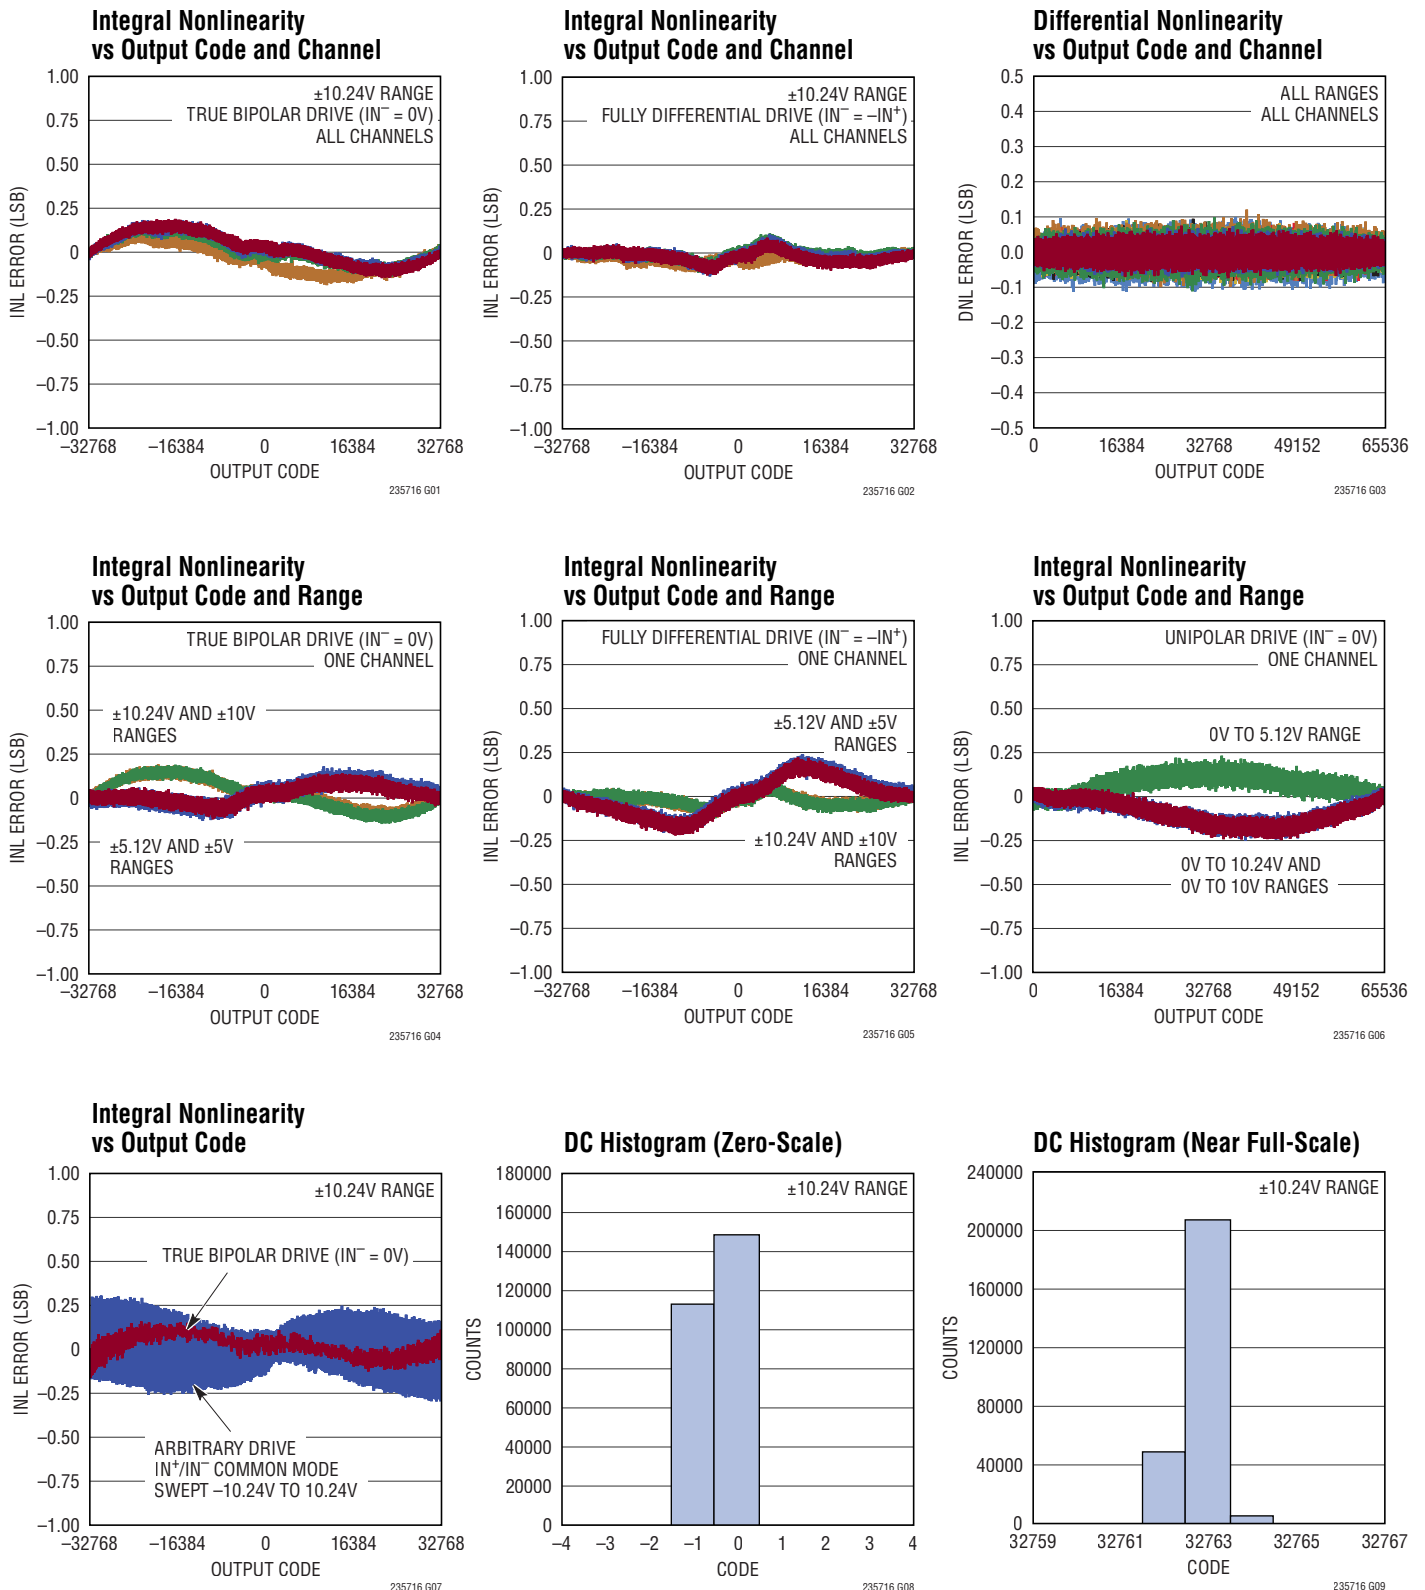 Integral Nonlinearity
vs Output Code and Channel
1.00
0.75
0.50
0.25
0
–0.25
–0.50
–0.75
–1.00
INL ERROR (LSB)
±10.24V RANGE
TRUE BIPOLAR DRIVE (IN– = 0V)
ALL CHANNELS
–32768
–16384
0
16384
32768
OUTPUT CODE
235716 G01
Integral Nonlinearity
vs Output Code and Channel
1.00
0.75
0.50
0.25
0
–0.25
–0.50
–0.75
–1.00
INL ERROR (LSB)
±10.24V RANGE
FULLY DIFFERENTIAL DRIVE (IN– = –IN+)
ALL CHANNELS
–32768
–16384
0
16384
32768
OUTPUT CODE
235716 G02
Differential Nonlinearity
vs Output Code and Channel
0.5
0.4
0.3
0.2
0.1
0.0
–0.1
–0.2
–0.3
–0.4
–0.5
DNL ERROR (LSB)
ALL RANGES
ALL CHANNELS
0
16384
32768
49152
65536
OUTPUT CODE
235716 G03
Integral Nonlinearity
vs Output Code and Range
1.00
0.75
0.50
0.25
0
–0.25
–0.50
–0.75
–1.00
INL ERROR (LSB)
TRUE BIPOLAR DRIVE (IN– = 0V)
ONE CHANNEL
±10.24V AND ±10V
RANGES
±5.12V AND ±5V
RANGES
–32768
–16384
0
16384
32768
OUTPUT CODE
235716 G04
Integral Nonlinearity
vs Output Code and Range
1.00
0.75
0.50
0.25
0
–0.25
–0.50
–0.75
–1.00
INL ERROR (LSB)
FULLY DIFFERENTIAL DRIVE (IN– = –IN+)
ONE CHANNEL
±5.12V AND ±5V
RANGES
±10.24V AND ±10V
RANGES
–32768
–16384
0
16384
32768
OUTPUT CODE
235716 G05
Integral Nonlinearity
vs Output Code and Range
1.00
0.75
0.50
0.25
0
–0.25
–0.50
–0.75
–1.00
INL ERROR (LSB)
UNIPOLAR DRIVE (IN– = 0V)
ONE CHANNEL
0V TO 5.12V RANGE
0V TO 10.24V AND
0V TO 10V RANGES
0
16384
32768
49152
65536
OUTPUT CODE
235716 G06
Integral Nonlinearity
vs Output Code
1.00
0.75
0.50
0.25
0
–0.25
–0.50
–0.75
–1.00
INL ERROR (LSB)
±10.24V RANGE
TRUE BIPOLAR DRIVE (IN– = 0V)
ARBITRARY DRIVE
IN+/IN– COMMON MODE
SWEPT –10.24V TO 10.24V
–32768
–16384
0
16384
32768
OUTPUT CODE
235716 G07
DC Histogram (Zero-Scale)
180000
160000
140000
120000
100000
80000
60000
40000
20000
0
COUNTS
±10.24V RANGE
–4
–3
–2
–1
0
1
2
3
4
CODE
235716 G08
DC Histogram (Near Full-Scale)
240000
200000
160000
120000
80000
40000
0
COUNTS
±10.24V RANGE
32759
32761
32763
32765
32767
CODE
235716 G09